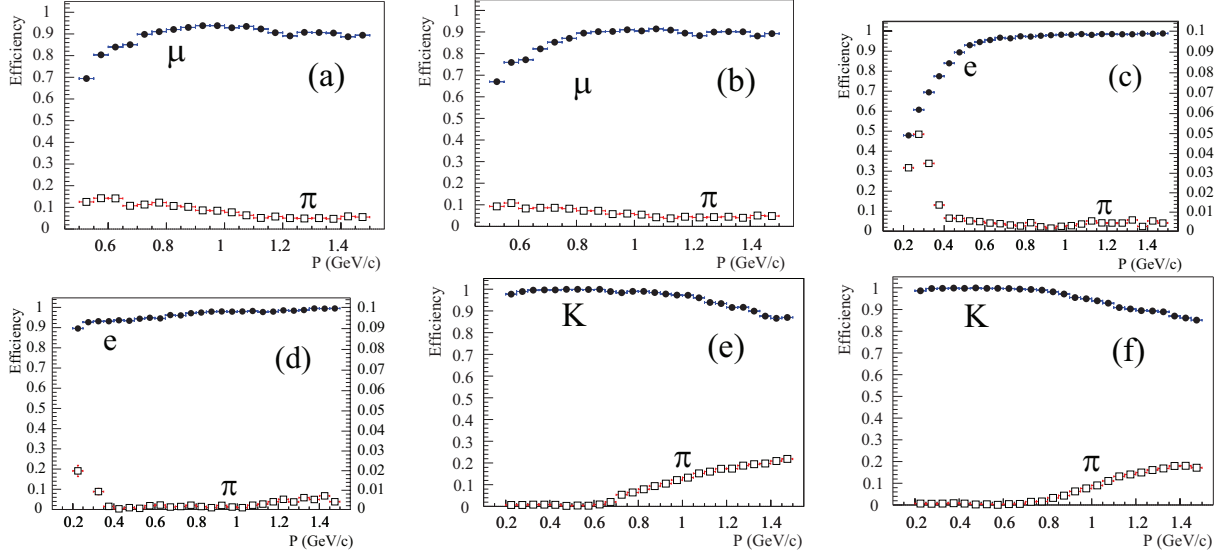 Efficiency
1
0.9
0.8
0.7
0.6
0.5
0.4
0.3
0.2
0.1
0
μ
(a)
π
0.6 0.8 1 1.2 1.4
P (GeV/c)
Efficiency
1
0.9
0.8
0.7
0.6
0.5
0.4
0.3
0.2
0.1
0
μ
(b)
π
0.6 0.8 1 1.2 1.4
P (GeV/c)
Efficiency
1
0.9
0.8
0.7
0.6
0.5
0.4
0.3
0.2
0.1
0
e
(c)
π
0.1
0.09
0.08
0.07
0.06
0.05
0.04
0.03
0.02
0.01
0
0.2 0.4 0.6 0.8 1 1.2 1.4
P (GeV/c)
Efficiency
1
0.9
0.8
0.7
0.6
0.5
0.4
0.3
0.2
0.1
0
e
(d)
π
0.1
0.09
0.08
0.07
0.06
0.05
0.04
0.03
0.02
0.01
0
0.2 0.4 0.6 0.8 1 1.2 1.4
P (GeV/c)
Efficiency
1
0.9
0.8
0.7
0.6
0.5
0.4
0.3
0.2
0.1
0
K
(e)
π
0.2 0.4 0.6 0.8 1 1.2 1.4
P (GeV/c)
Efficiency
1
0.9
0.8
0.7
0.6
0.5
0.4
0.3
0.2
0.1
0
K
(f)
π
0.2 0.4 0.6 0.8 1 1.2 1.4
P (GeV/c)